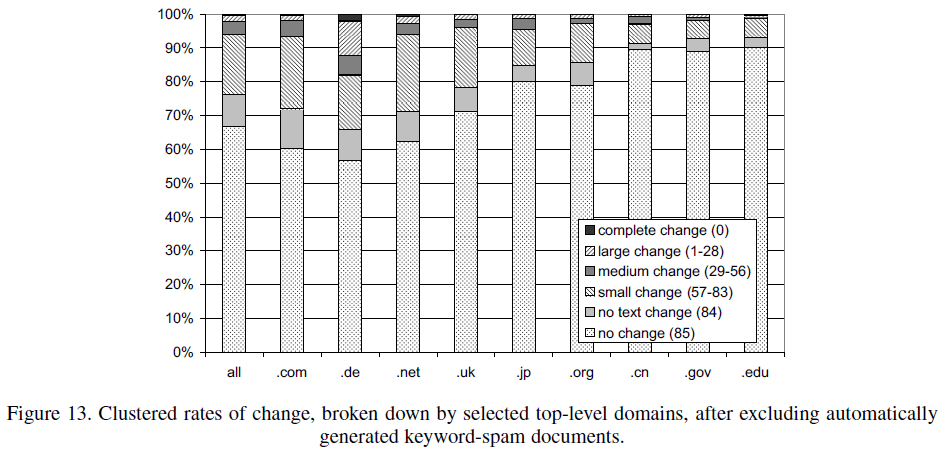 100%
90%
80%
70%
60%
50%
40%
30%
20%
10%
0%
complete change (0)
large change (1-28)
medium change (29-56)
small change (57-83)
no text change (84)
no change (85)
all .com .de .net .uk .jp .org .cn .gov .edu
Figure 13. Clustered rates of change, broken down by selected top-level domains, after excluding automatically
generated keyword-spam documents.